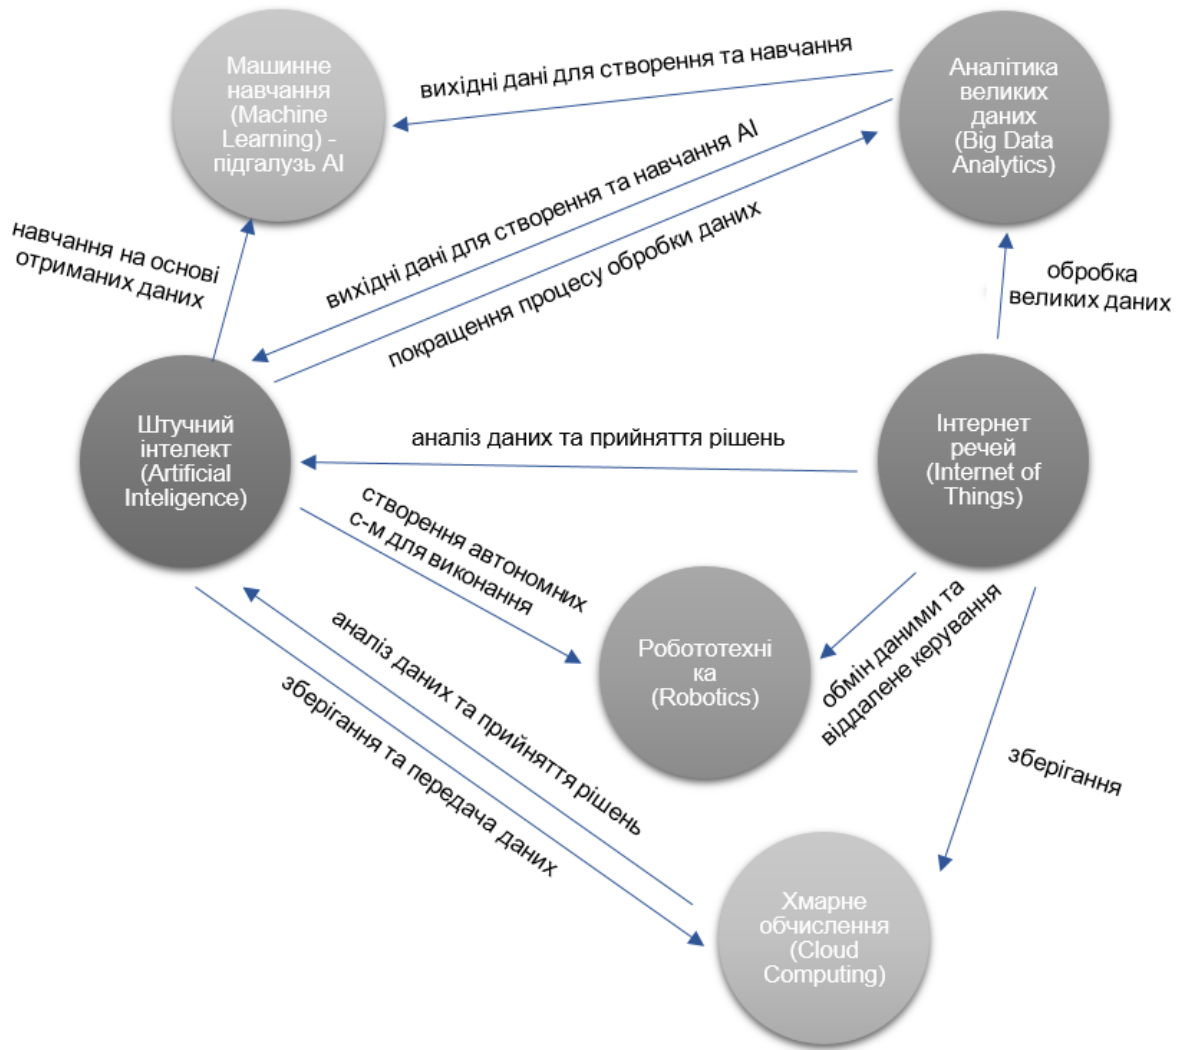 Машинне
навчання
(Machine
Learning) -
підгалузь AI
вихідні дані для створення та навчання
Аналітика
великих
даних
(Big Data
Analytics)
вихідні дані для створення та навчання AI
покращення процесу обробки даних
навчання на основі
отриманих даних
обробка
великих даних
Штучний
інтелект
(Artificial
Inteligence)
аналіз даних та прийняття рішень
Інтернет
речей
(Internet of
Things)
створення автономних
с-м для виконання
Робототехні
ка
(Robotics)
обмін даними та
віддалене керування
аналіз даних та прийняття рішень
зберігання та передача даних
зберігання
Хмарне
обчислення
(Cloud
Computing)